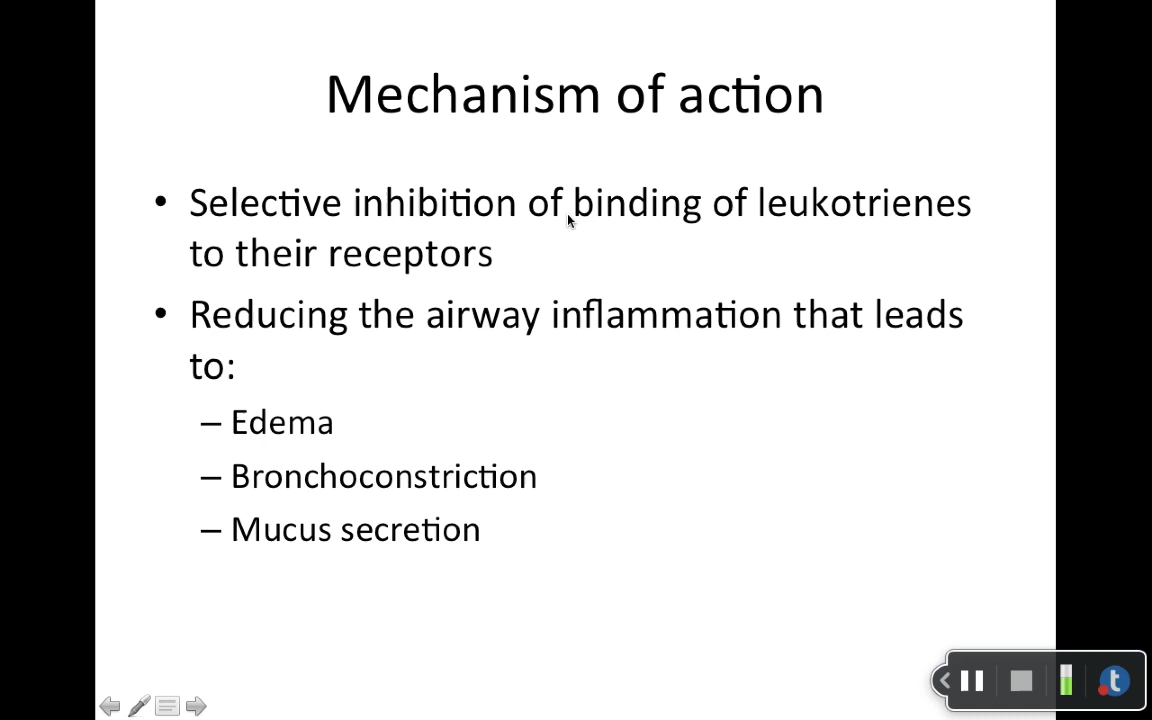 Mechanism of action
• Selective inhibition of binding of leukotrienes
to their receptors
• Reducing the airway inflammation that leads
to:
– Edema
– Bronchoconstriction
– Mucus secretion
t